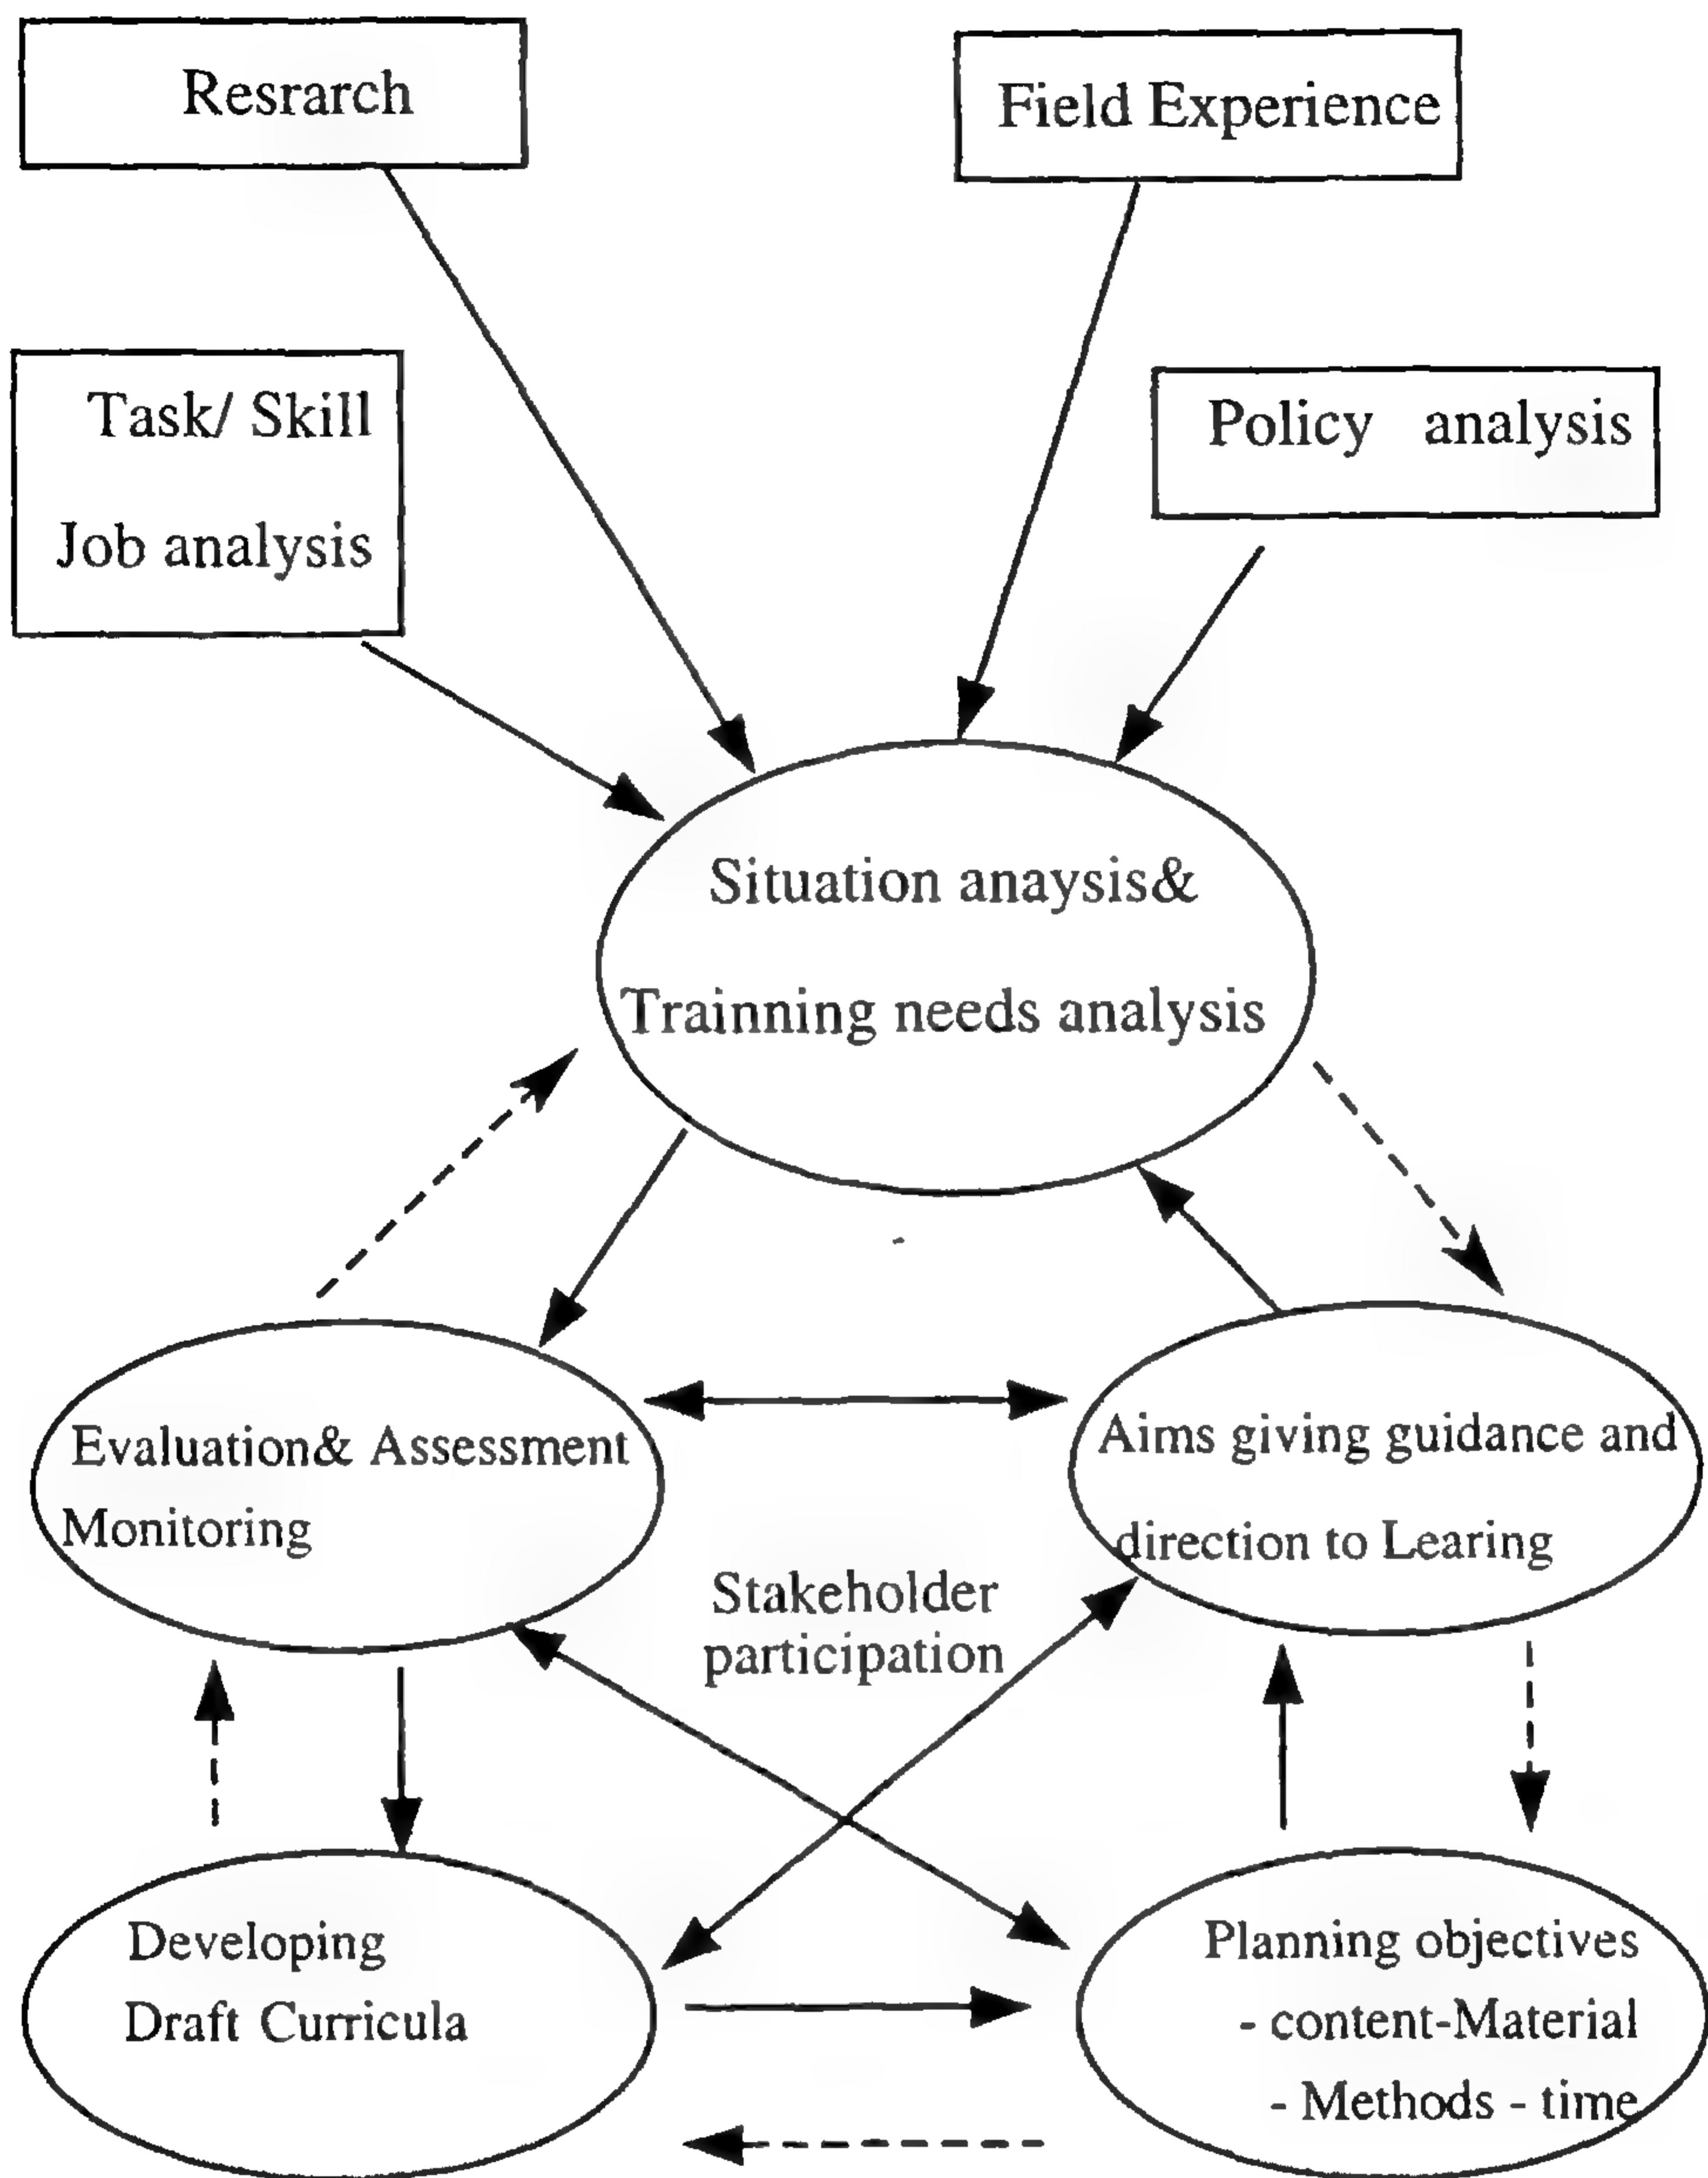 Resrarch
Field Experience
Task/ Skill
Job analysis
Policy analysis
Situation anaysis&
Trainning needs analysis
Evaluation& Assessment
Monitoring
Aims giving guidance and
direction to Learing
Stakeholder
participation
Developing
Draft Curricula
Planning objectives
- content-Material
- Methods - time